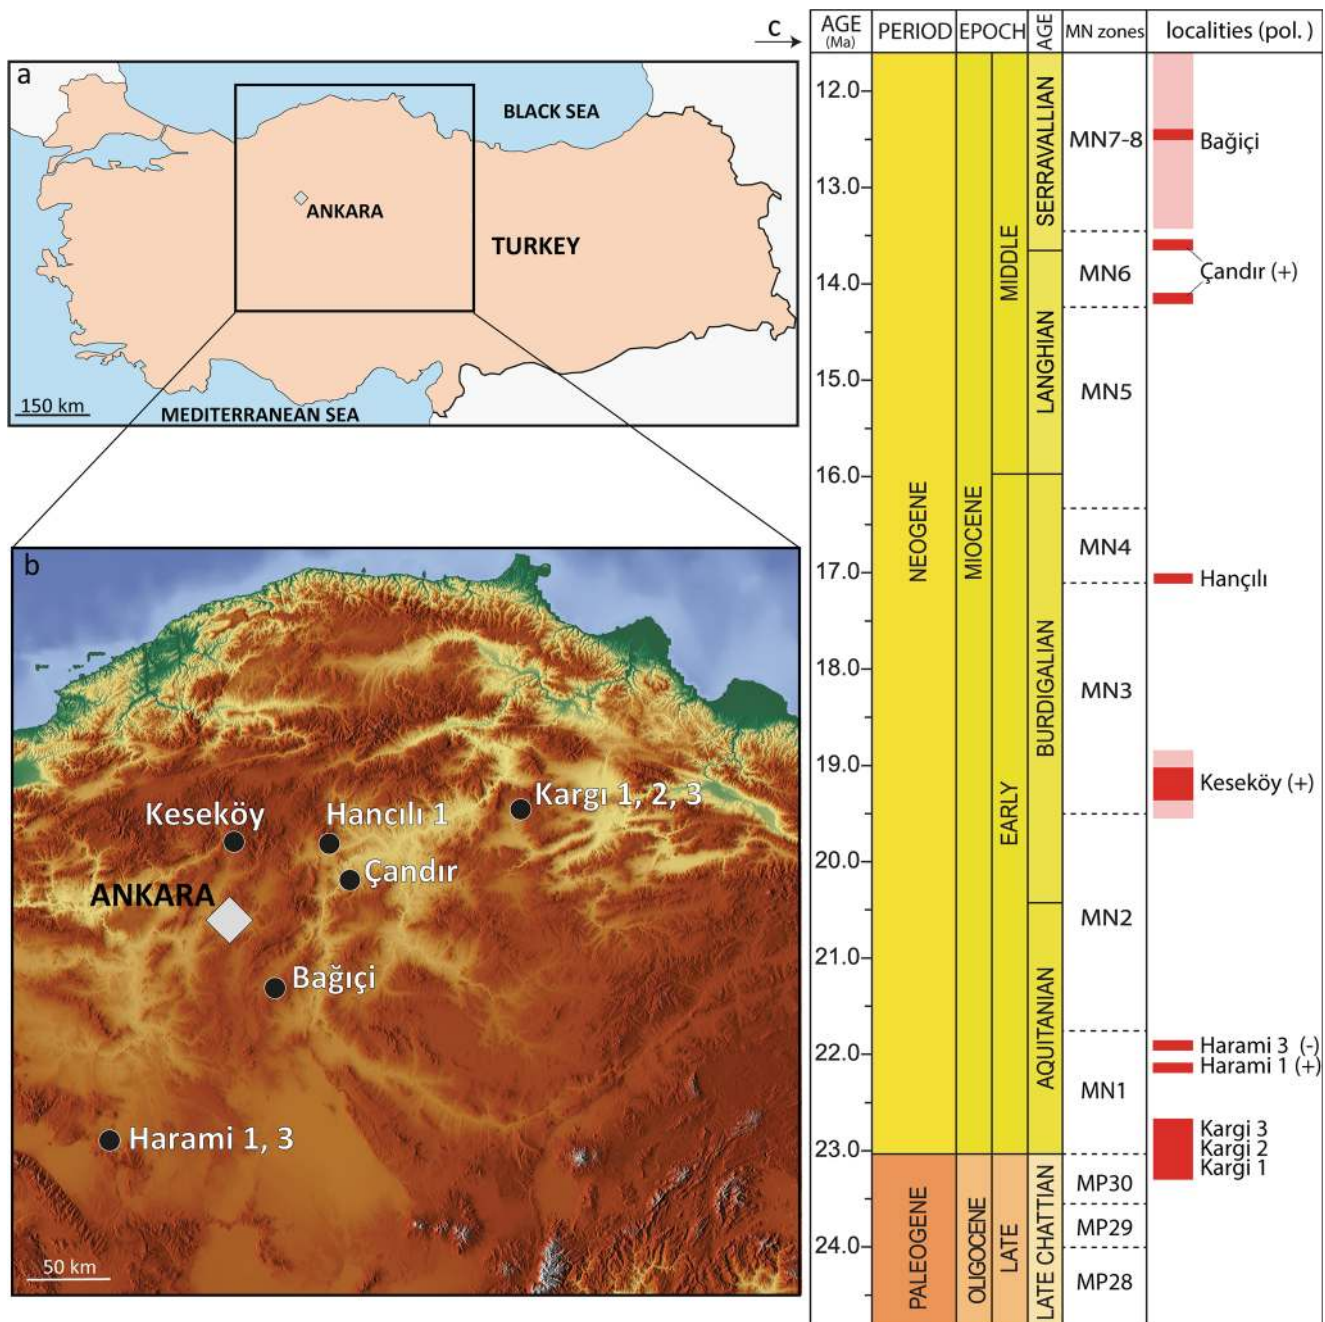 a
BLACK SEA
ANKARA
TURKEY
MEDITERRANEAN SEA
150 km
b
Kargı 1, 2, 3
Keseköy
Hancılı 1
Çandır
ANKARA
Bağıçi
Harami 1, 3
50 km
c
AGE
(Ma)
PERIOD
EPOCH
AGE
MN zones
localities (pol. )
12.0
13.0
14.0
15.0
16.0
17.0
18.0
19.0
20.0
21.0
22.0
23.0
24.0
NEOGENE
PALEOGENE
MIOCENE
OLIGOCENE
MIDDLE
EARLY
LATE
SERRAVALLIAN
LANGHIAN
BURDIGALIAN
AQUITANIAN
LATE CHATTIAN
MN7-8
MN6
MN5
MN4
MN3
MN2
MN1
MP30
MP29
MP28
Bağiçi
Çandır (+)
Hançılı
Keseköy (+)
Harami 3 (-)
Harami 1 (+)
Kargi 3
Kargi 2
Kargi 1